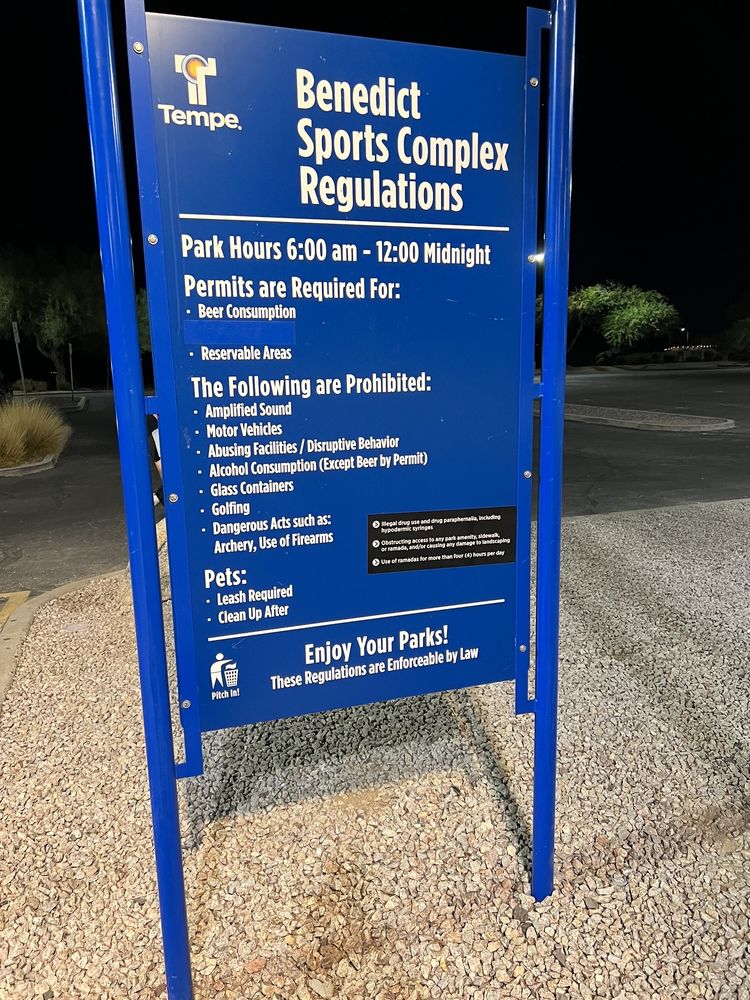 Tempe.
Benedict
Sports Complex
Regulations
Park Hours 6:00 am - 12:00 Midnight
Permits are Required For:
· Beer Consumption
· Reservable Areas
The Following are Prohibited:
· Amplified Sound
· Motor Vehicles
· Abusing Facilities / Disruptive Behavior
· Alcohol Consumption (Except Beer by Permit)
· Glass Containers
· Golfing
· Dangerous Acts such as:
Archery, Use of Firearms
Illegal drug use and drug paraphernalia, including
hypodermic syringes
Obstructing access to any park amenity, sidewalk,
or ramada, and/or causing any damage to landscaping
Use of ramadas for more than four (4) hours per day
Pets:
· Leash Required
· Clean Up After
Pitch In!
Enjoy Your Parks!
These Regulations are Enforceable by Law